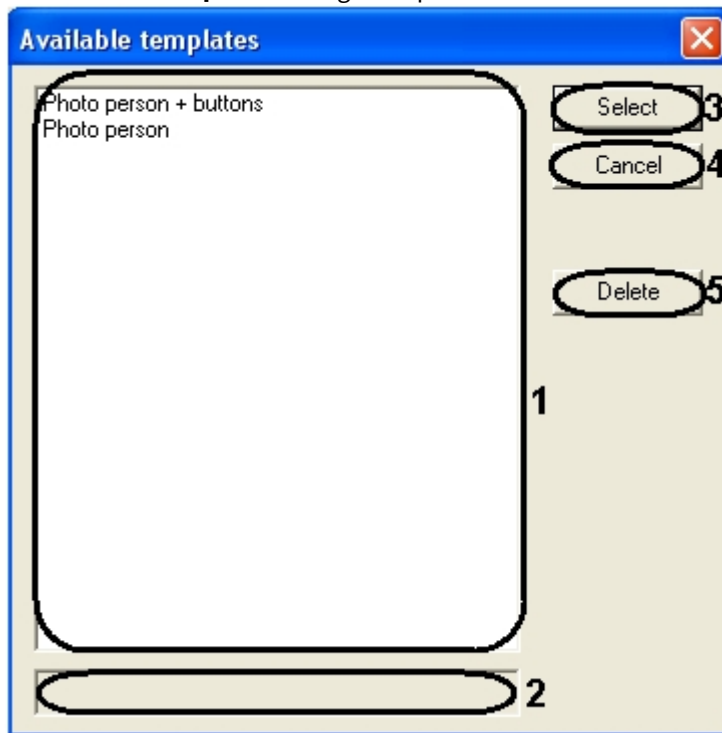 Available templates
Photo person + buttons
Photo person
Select
3
Cancel
4
Delete
5
1
2